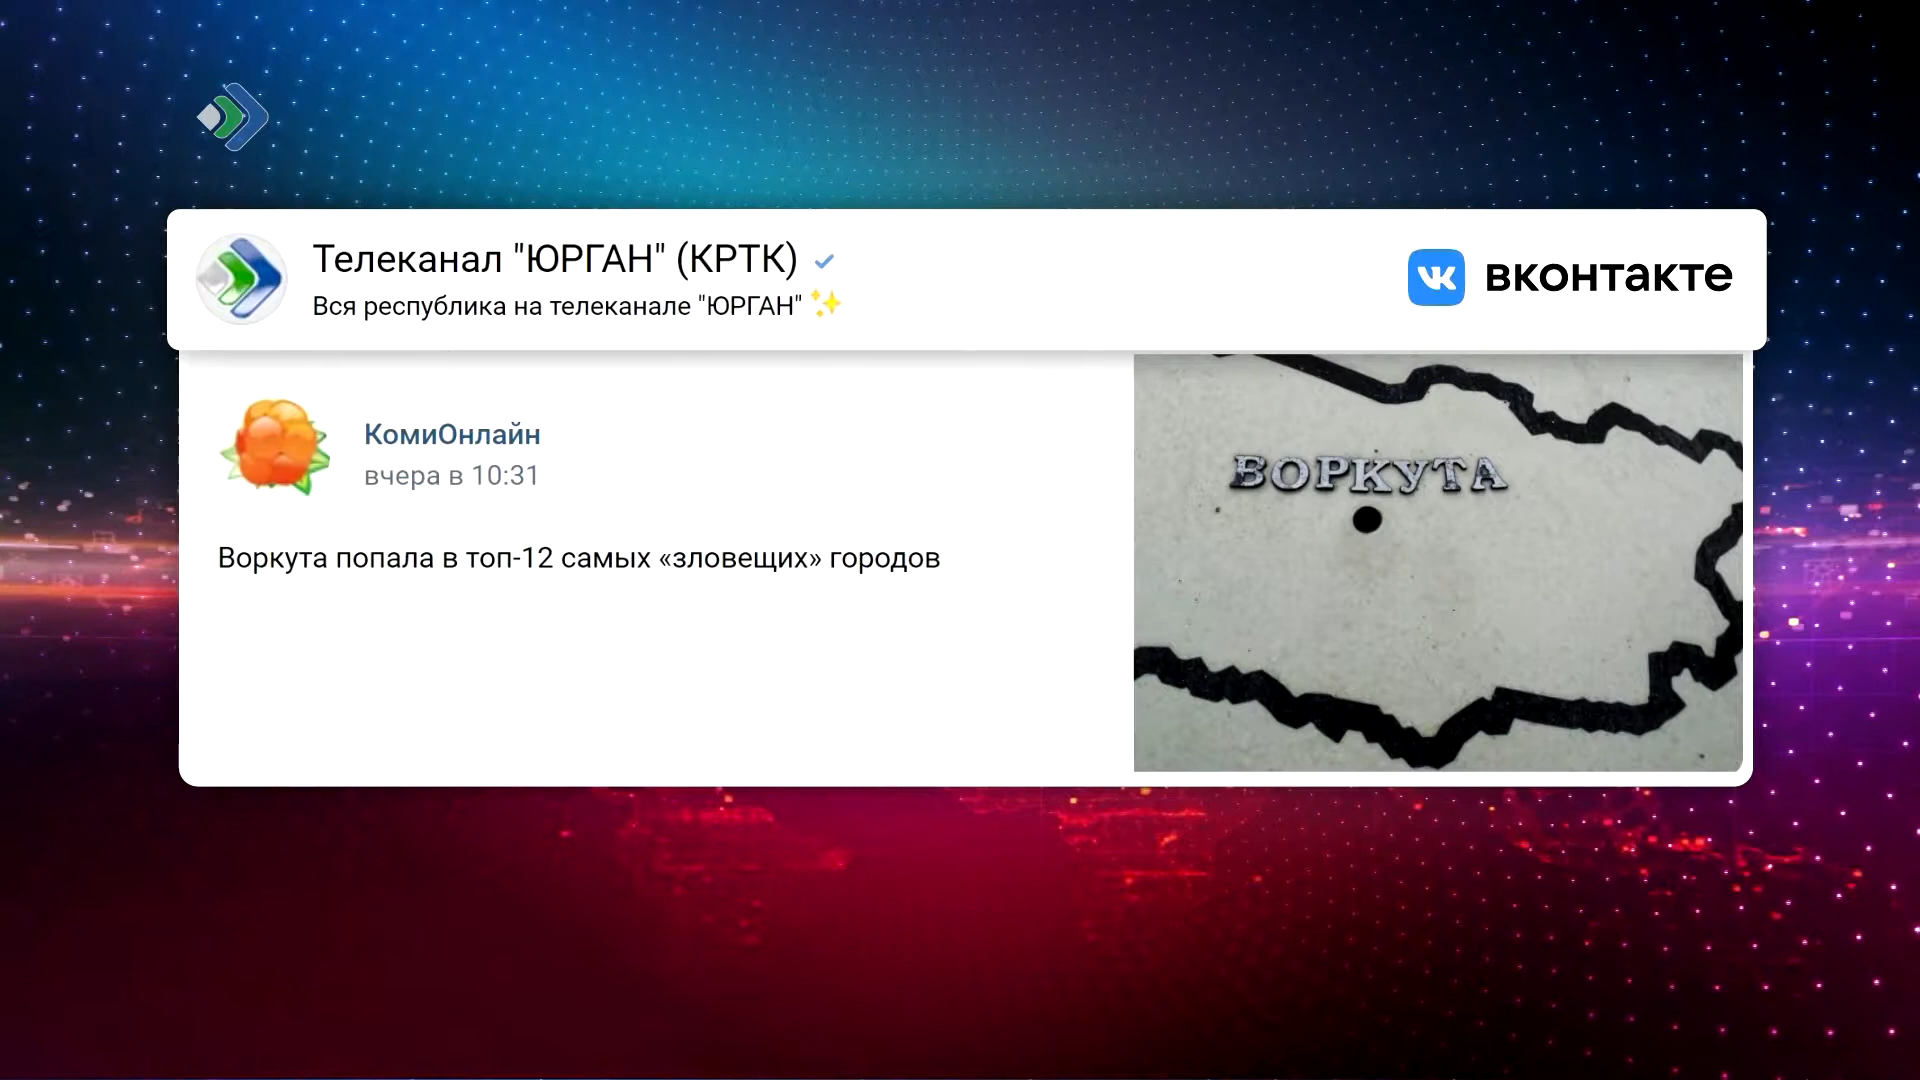 Телеканал "ЮРГАН" (КРТК)
Вся республика на телеканале "ЮРГАН" ✨
вконтакте
КомиОнлайн
вчера в 10:31
Воркута попала в топ-12 самых «зловещих» городов
ВОРКУТА